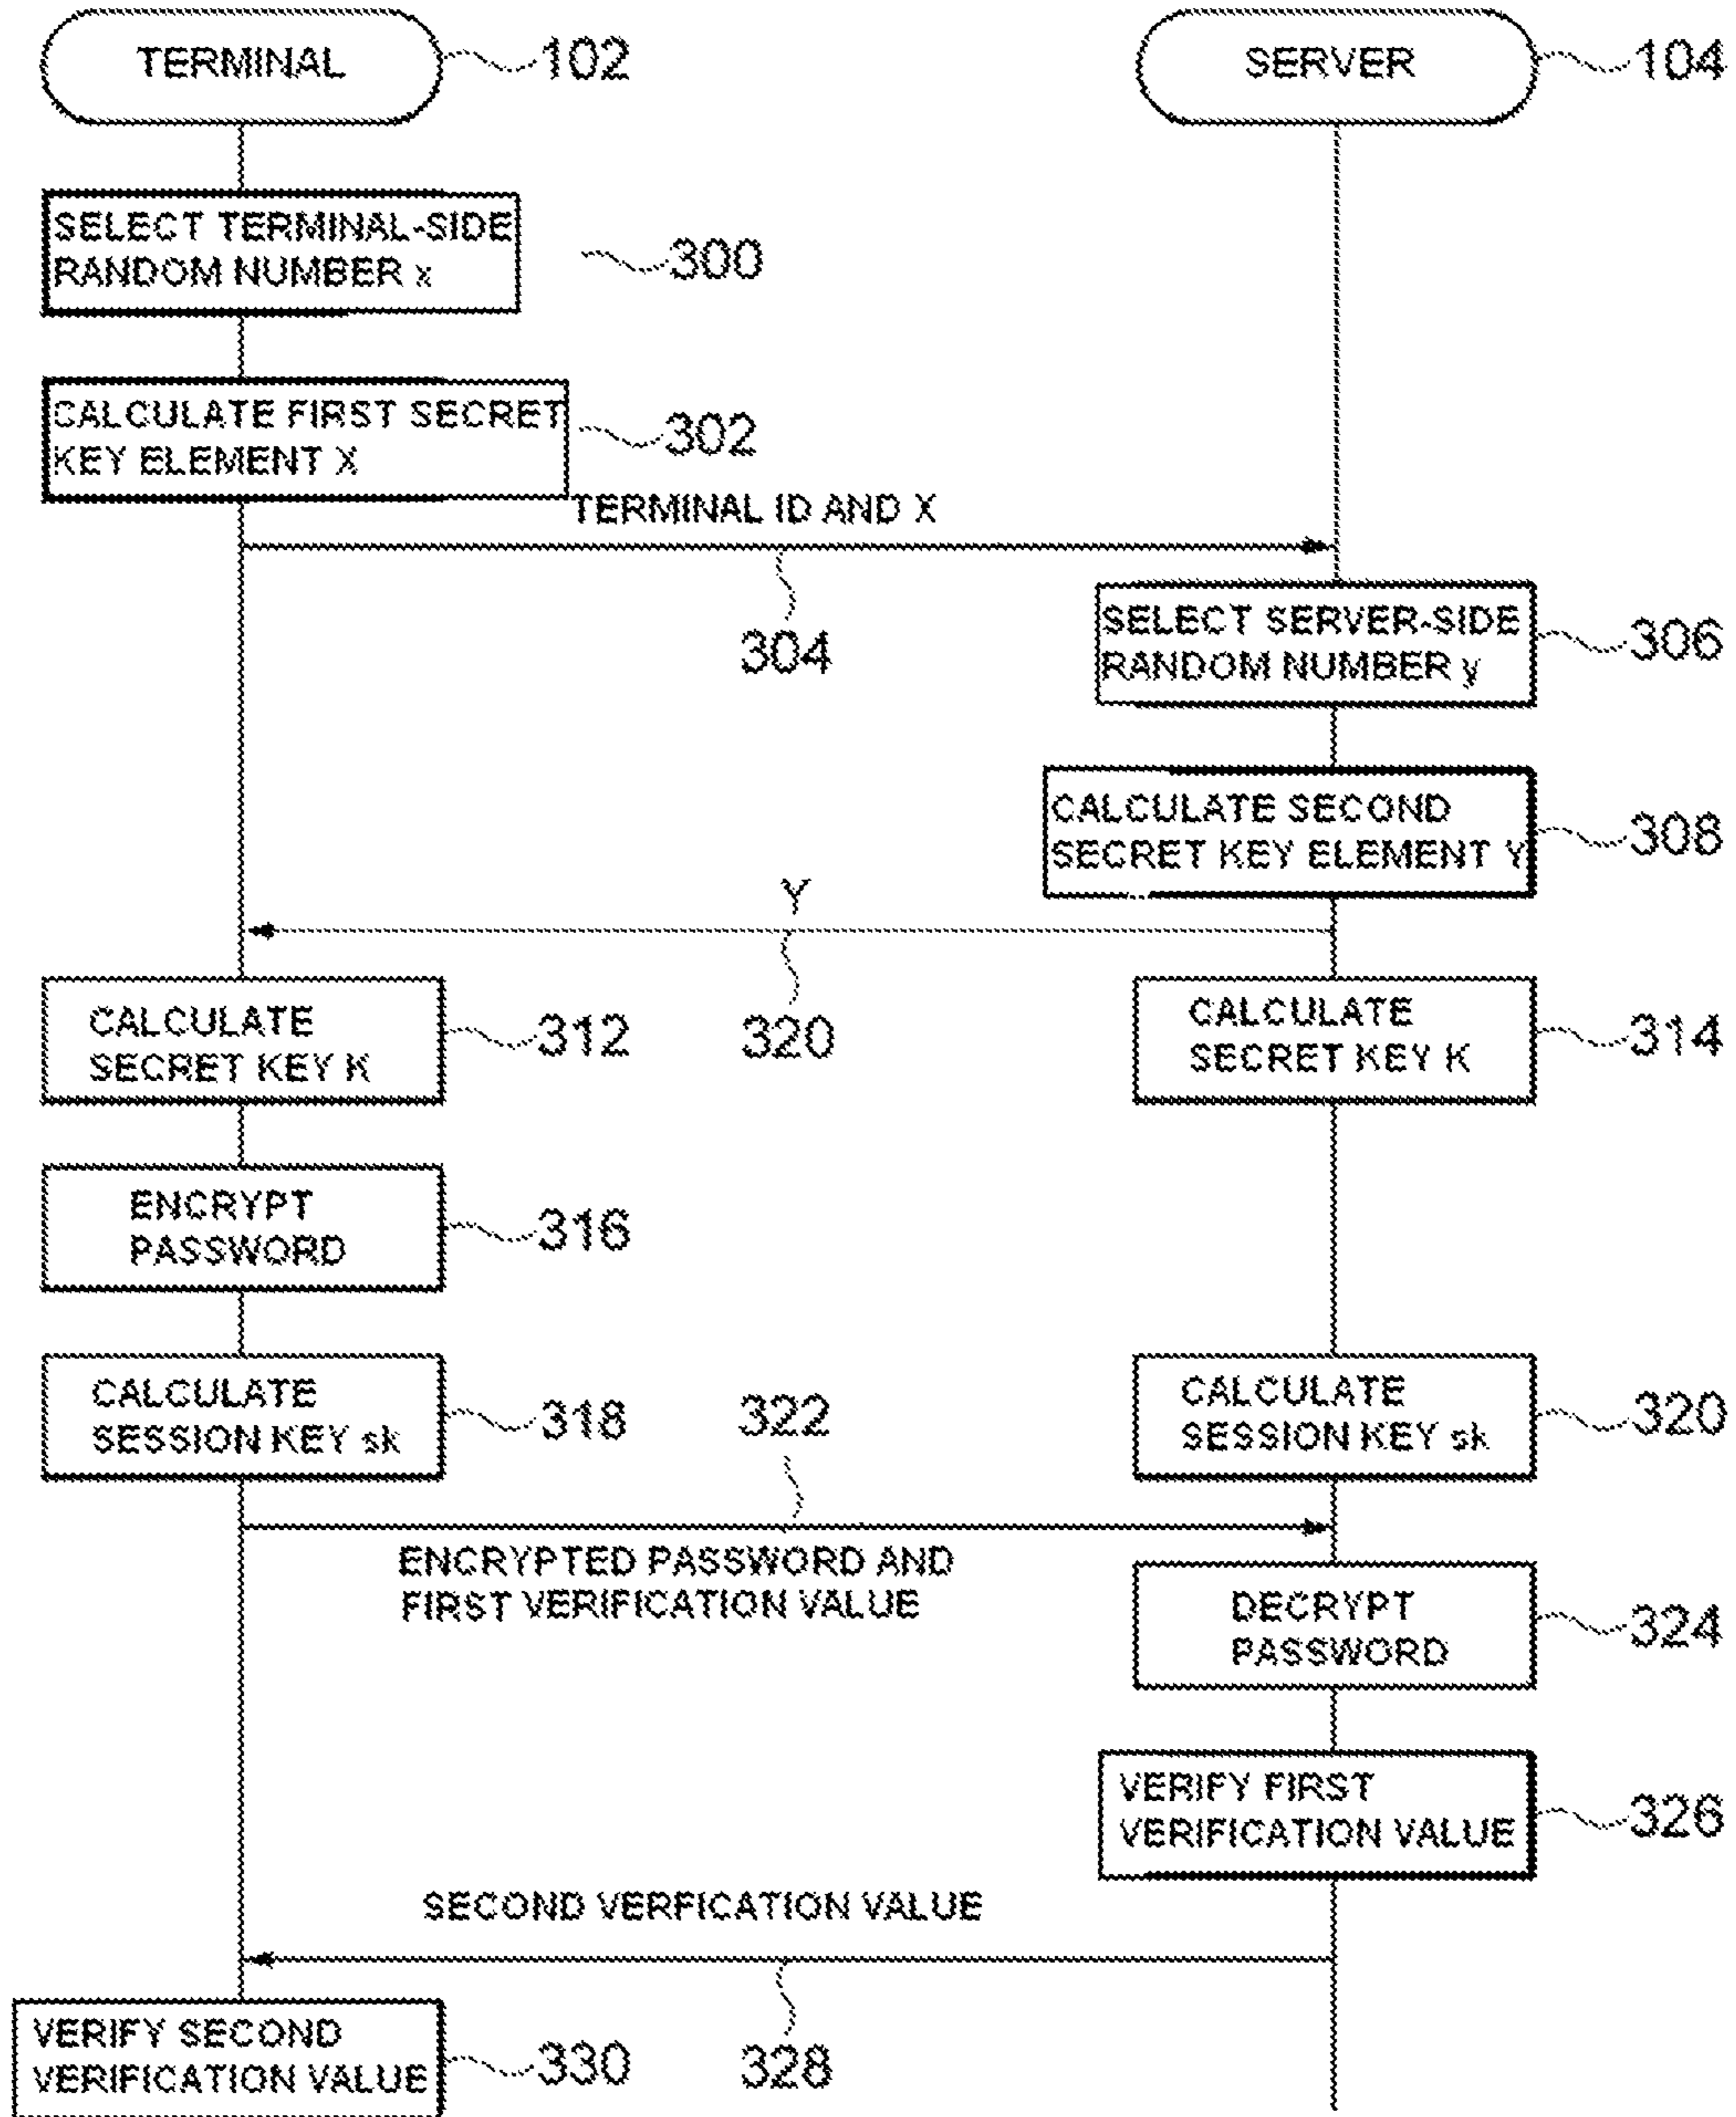 TERMINAL
102
SERVER
104
SELECT TERMINAL-SIDE
RANDOM NUMBER x
300
CALCULATE FIRST SECRET
KEY ELEMENT X
302
TERMINAL ID AND X
304
SELECT SERVER-SIDE
RANDOM NUMBER y
306
CALCULATE SECOND
SECRET KEY ELEMENT Y
308
Y
320
CALCULATE
SECRET KEY K
312
CALCULATE
SECRET KEY K
314
ENCRYPT
PASSWORD
316
CALCULATE
SESSION KEY sk
318
322
CALCULATE
SESSION KEY sk
320
ENCRYPTED PASSWORD AND
FIRST VERIFICATION VALUE
DECRYPT
PASSWORD
324
VERIFY FIRST
VERIFICATION VALUE
326
SECOND VERFICATION VALUE
328
VERIFY SECOND
VERIFICATION VALUE
330